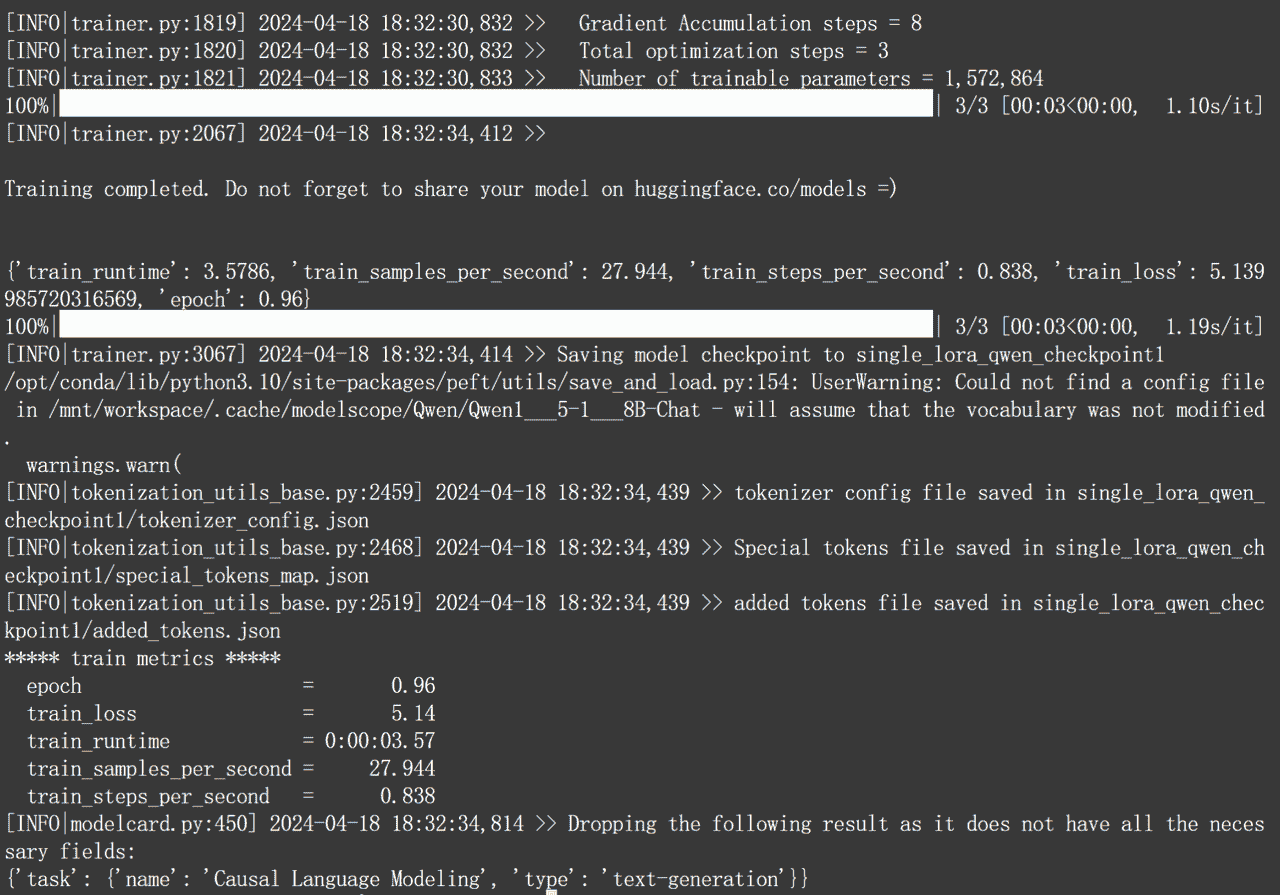 [INFO|trainer.py:1819] 2024-04-18 18:32:30,832 >>   Gradient Accumulation steps = 8
[INFO|trainer.py:1820] 2024-04-18 18:32:30,832 >>   Total optimization steps = 3
[INFO|trainer.py:1821] 2024-04-18 18:32:30,833 >>   Number of trainable parameters = 1,572,864
100%|                                        | 3/3 [00:03<00:00,  1.10s/it]
[INFO|trainer.py:2067] 2024-04-18 18:32:34,412 >>
Training completed. Do not forget to share your model on huggingface.co/models =)
{'train_runtime': 3.5786, 'train_samples_per_second': 27.944, 'train_steps_per_second': 0.838, 'train_loss': 5.139
985720316569, 'epoch': 0.96}
100%|                                        | 3/3 [00:03<00:00,  1.19s/it]
[INFO|trainer.py:3067] 2024-04-18 18:32:34,414 >> Saving model checkpoint to single_lora_qwen_checkpoint1
/opt/conda/lib/python3.10/site-packages/peft/utils/save_and_load.py:154: UserWarning: Could not find a config file
 in /mnt/workspace/.cache/modelscope/Qwen/Qwen1___5-1___8B-Chat - will assume that the vocabulary was not modified
.
  warnings.warn(
[INFO|tokenization_utils_base.py:2459] 2024-04-18 18:32:34,439 >> tokenizer config file saved in single_lora_qwen_
checkpoint1/tokenizer_config.json
[INFO|tokenization_utils_base.py:2468] 2024-04-18 18:32:34,439 >> Special tokens file saved in single_lora_qwen_ch
eckpoint1/special_tokens_map.json
[INFO|tokenization_utils_base.py:2519] 2024-04-18 18:32:34,439 >> added tokens file saved in single_lora_qwen_chec
kpoint1/added_tokens.json
***** train metrics *****
  epoch                    =       0.96
  train_loss               =       5.14
  train_runtime            = 0:00:03.57
  train_samples_per_second =     27.944
  train_steps_per_second   =      0.838
[INFO|modelcard.py:450] 2024-04-18 18:32:34,814 >> Dropping the following result as it does not have all the neces
sary fields:
{'task': {'name': 'Causal Language Modeling', 'type': 'text-generation'}}